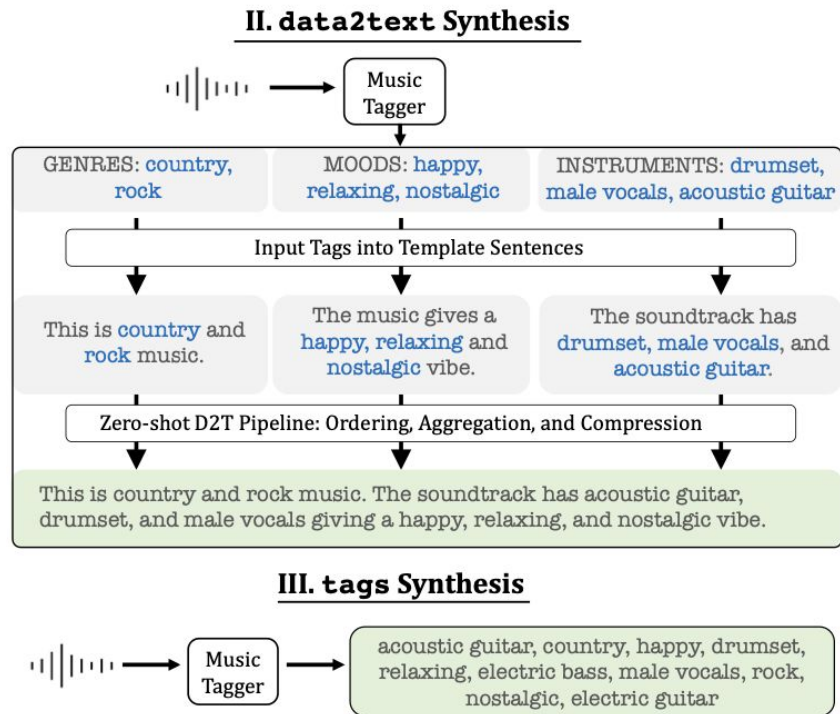 II. data2text Synthesis
Music
Tagger
GENRES: country,
rock
MOODS: happy,
relaxing, nostalgic
INSTRUMENTS: drumset,
male vocals, acoustic guitar
Input Tags into Template Sentences
This is country and
rock music.
The music gives a
happy, relaxing and
nostalgic vibe.
The soundtrack has
drumset, male vocals, and
acoustic guitar.
Zero-shot D2T Pipeline: Ordering, Aggregation, and Compression
This is country and rock music. The soundtrack has acoustic guitar,
drumset, and male vocals giving a happy, relaxing, and nostalgic vibe.
III. tags Synthesis
Music
Tagger
acoustic guitar, country, happy, drumset,
relaxing, electric bass, male vocals, rock,
nostalgic, electric guitar